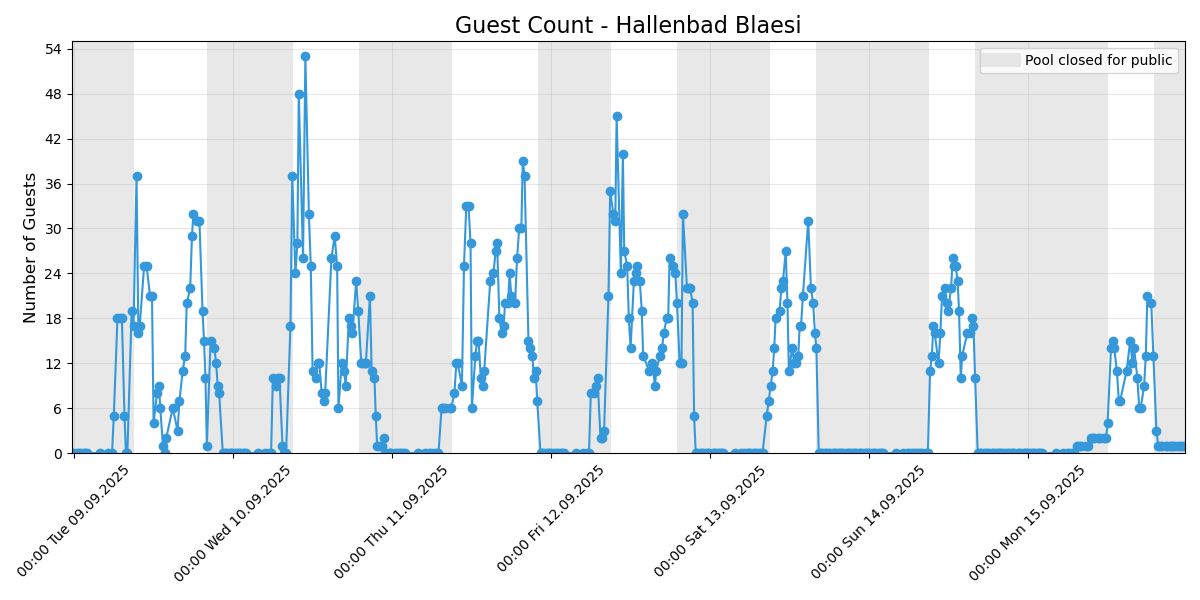 Guest Count - Hallenbad Blaesi
Pool closed for public
Number of Guests
54
48
42
36
30
24
18
12
6
0
00:00 Tue 09.09.2025
00:00 Wed 10.09.2025
00:00 Thu 11.09.2025
00:00 Fri 12.09.2025
00:00 Sat 13.09.2025
00:00 Sun 14.09.2025
00:00 Mon 15.09.2025